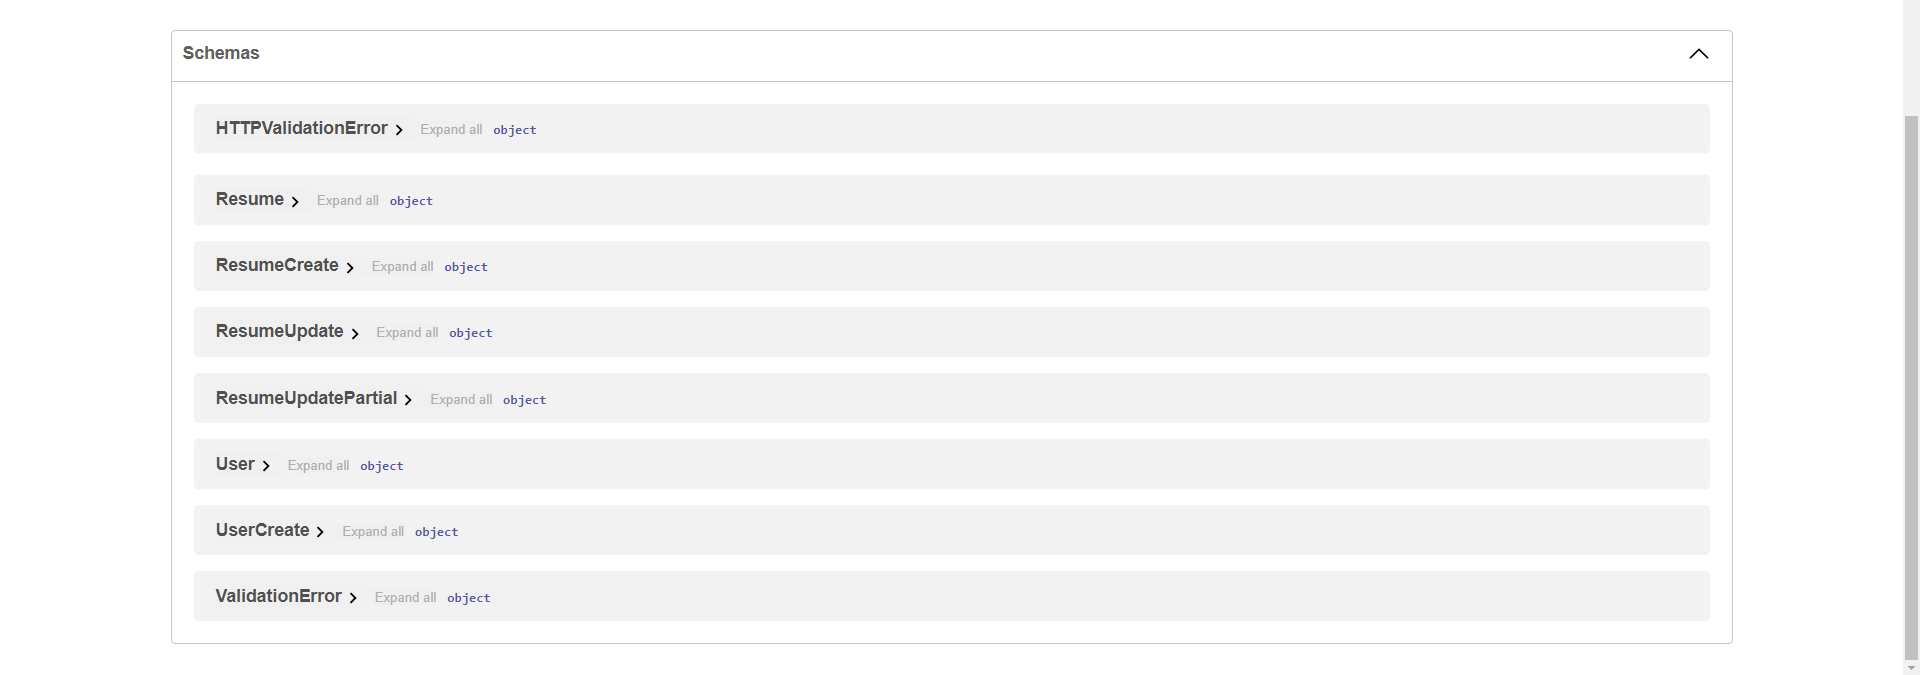 Schemas
HTTPValidationError Expand all object
Resume Expand all object
ResumeCreate Expand all object
ResumeUpdate Expand all object
ResumeUpdatePartial Expand all object
User Expand all object
UserCreate Expand all object
ValidationError Expand all object